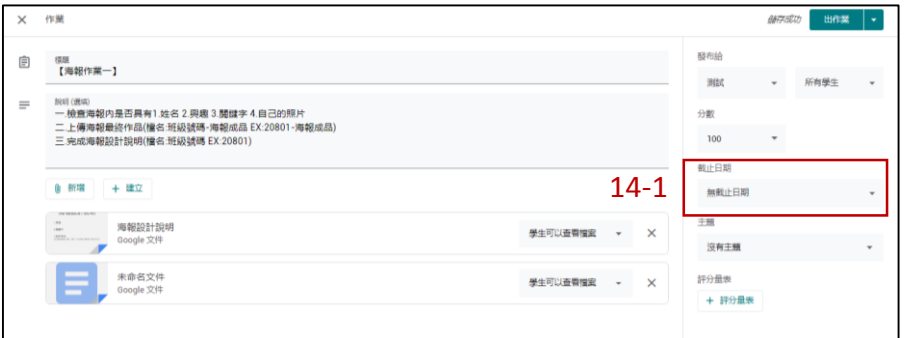 作業
儲存成功
出作業
標題
【海報作業一】
說明 (選填)
一.檢查海報內是否具有1.姓名 2.興趣 3.關鍵字 4.自己的照片
二.上傳海報最終作品(檔名:班級號碼-海報成品 EX:20801-海報成品)
三.完成海報設計說明(檔名:班級號碼 EX:20801)
新增
+ 建立
14-1
海報設計說明
Google 文件
學生可以查看檔案
未命名文件
Google 文件
學生可以查看檔案
發布給
測試
所有學生
分數
100
截止日期
無截止日期
主題
沒有主題
評分量表
+ 評分量表